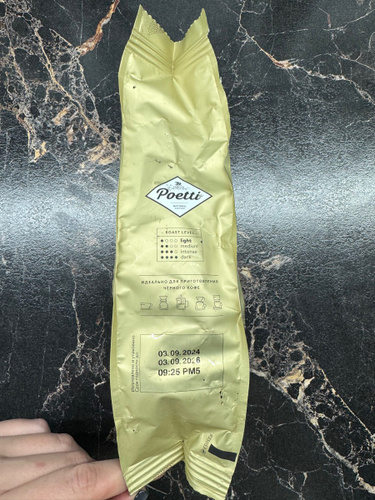 Poetti
ROAST LEVEL
light
medium
intense
dark
ИДЕАЛЬНО ДЛЯ ПРИГОТОВЛЕНИЯ
ЧЕРНОГО КОФЕ
03.09.2024
03.09.2026
09:25 PM5